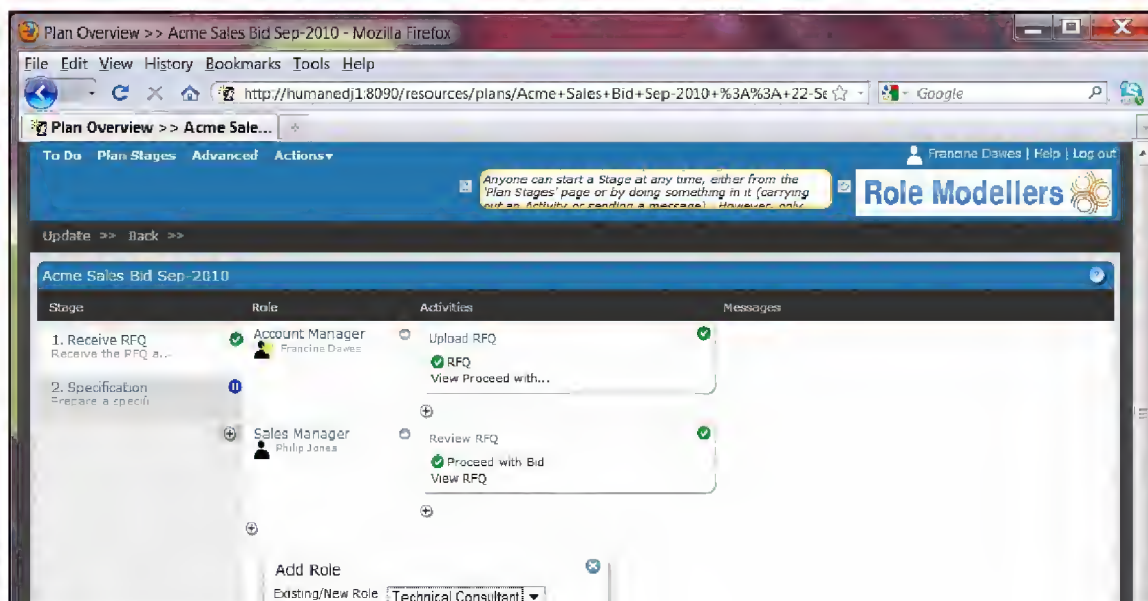 Plan Overview >> Acme Sales Bid Sep-2010 - Mozilla Firefox
File Edit View History Bookmarks Tools Help
http://humanedj1:8090/resources/plans/Acme+Sales+Bid+Sep-2010+%3A%3A+22-Se
Google
Plan Overview >> Acme Sale...
To Do Plan Stages Advanced Actions
Francine Dawes | Help | Log out
Anyone can start a Stage at any time, either from the
'Plan Stages' page or by doing something in it (carrying
out an Activity or sending a message). However, only
Role Modellers
Update >> Back >>
Acme Sales Bid Sep-2010
Stage Role Activities Messages
1. Receive RFQ
Receive the RFQ a...
Account Manager
Francine Dawes
Upload RFQ
RFQ
View Proceed with...
2. Specification
Prepare a specifi
Sales Manager
Philip Jones
Review RFQ
Proceed with Bid
View RFQ
Add Role
Existing/New Role Technical Consultant